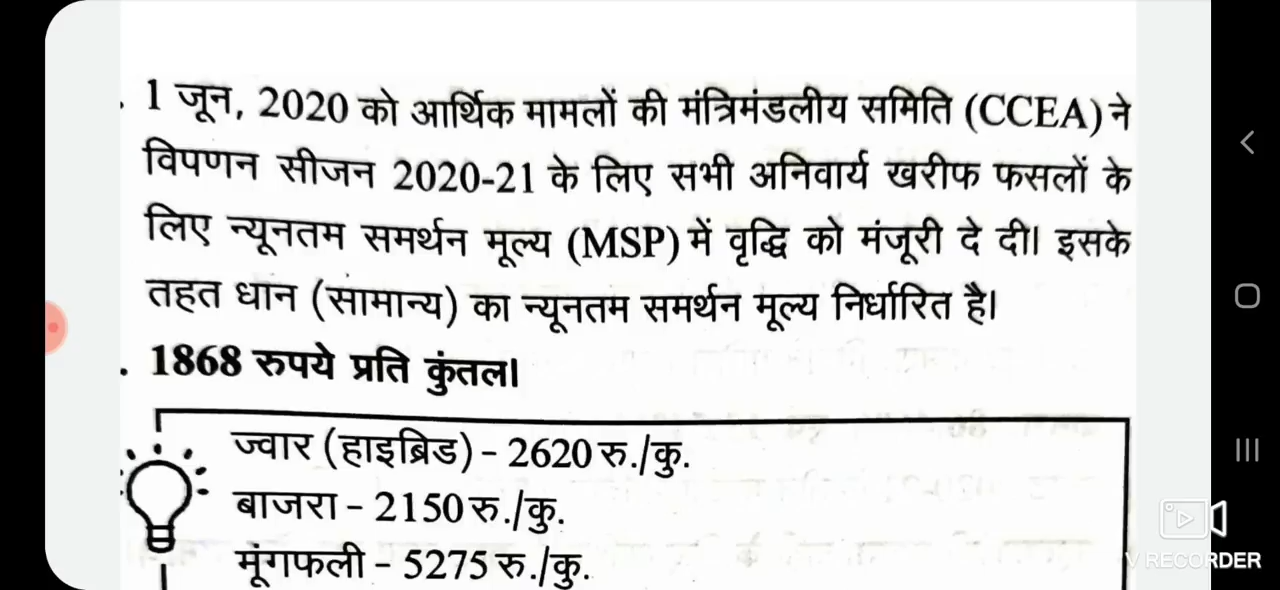 . 1 जून, 2020 को आर्थिक मामलों की मंत्रिमंडलीय समिति (CCEA) ने
विपणन सीजन 2020-21 के लिए सभी अनिवार्य खरीफ फसलों के
लिए न्यूनतम समर्थन मूल्य (MSP) में वृद्धि को मंजूरी दे दी। इसके
तहत धान (सामान्य) का न्यूनतम समर्थन मूल्य निर्धारित है।
. 1868 रुपये प्रति कुंतल।
ज्वार (हाइब्रिड) - 2620 रु./कु.
बाजरा - 2150 रु./कु.
मूंगफली - 5275 रु./कु.
V RECORDER